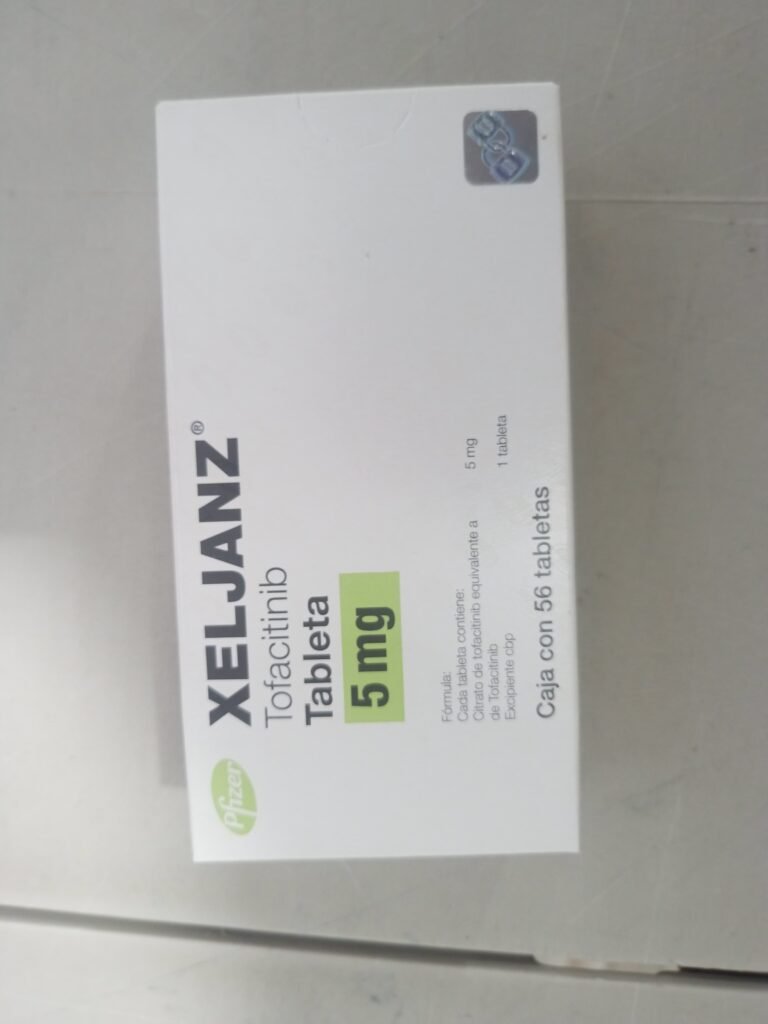 Pfizer
XELJANZ®
Tofacitinib
Tableta
5 mg
Fórmula:
Cada tableta contiene:
Citrato de tofacitinib equivalente a 5 mg
de Tofacitinib
Excipiente cbp 1 tableta
Caja con 56 tabletas